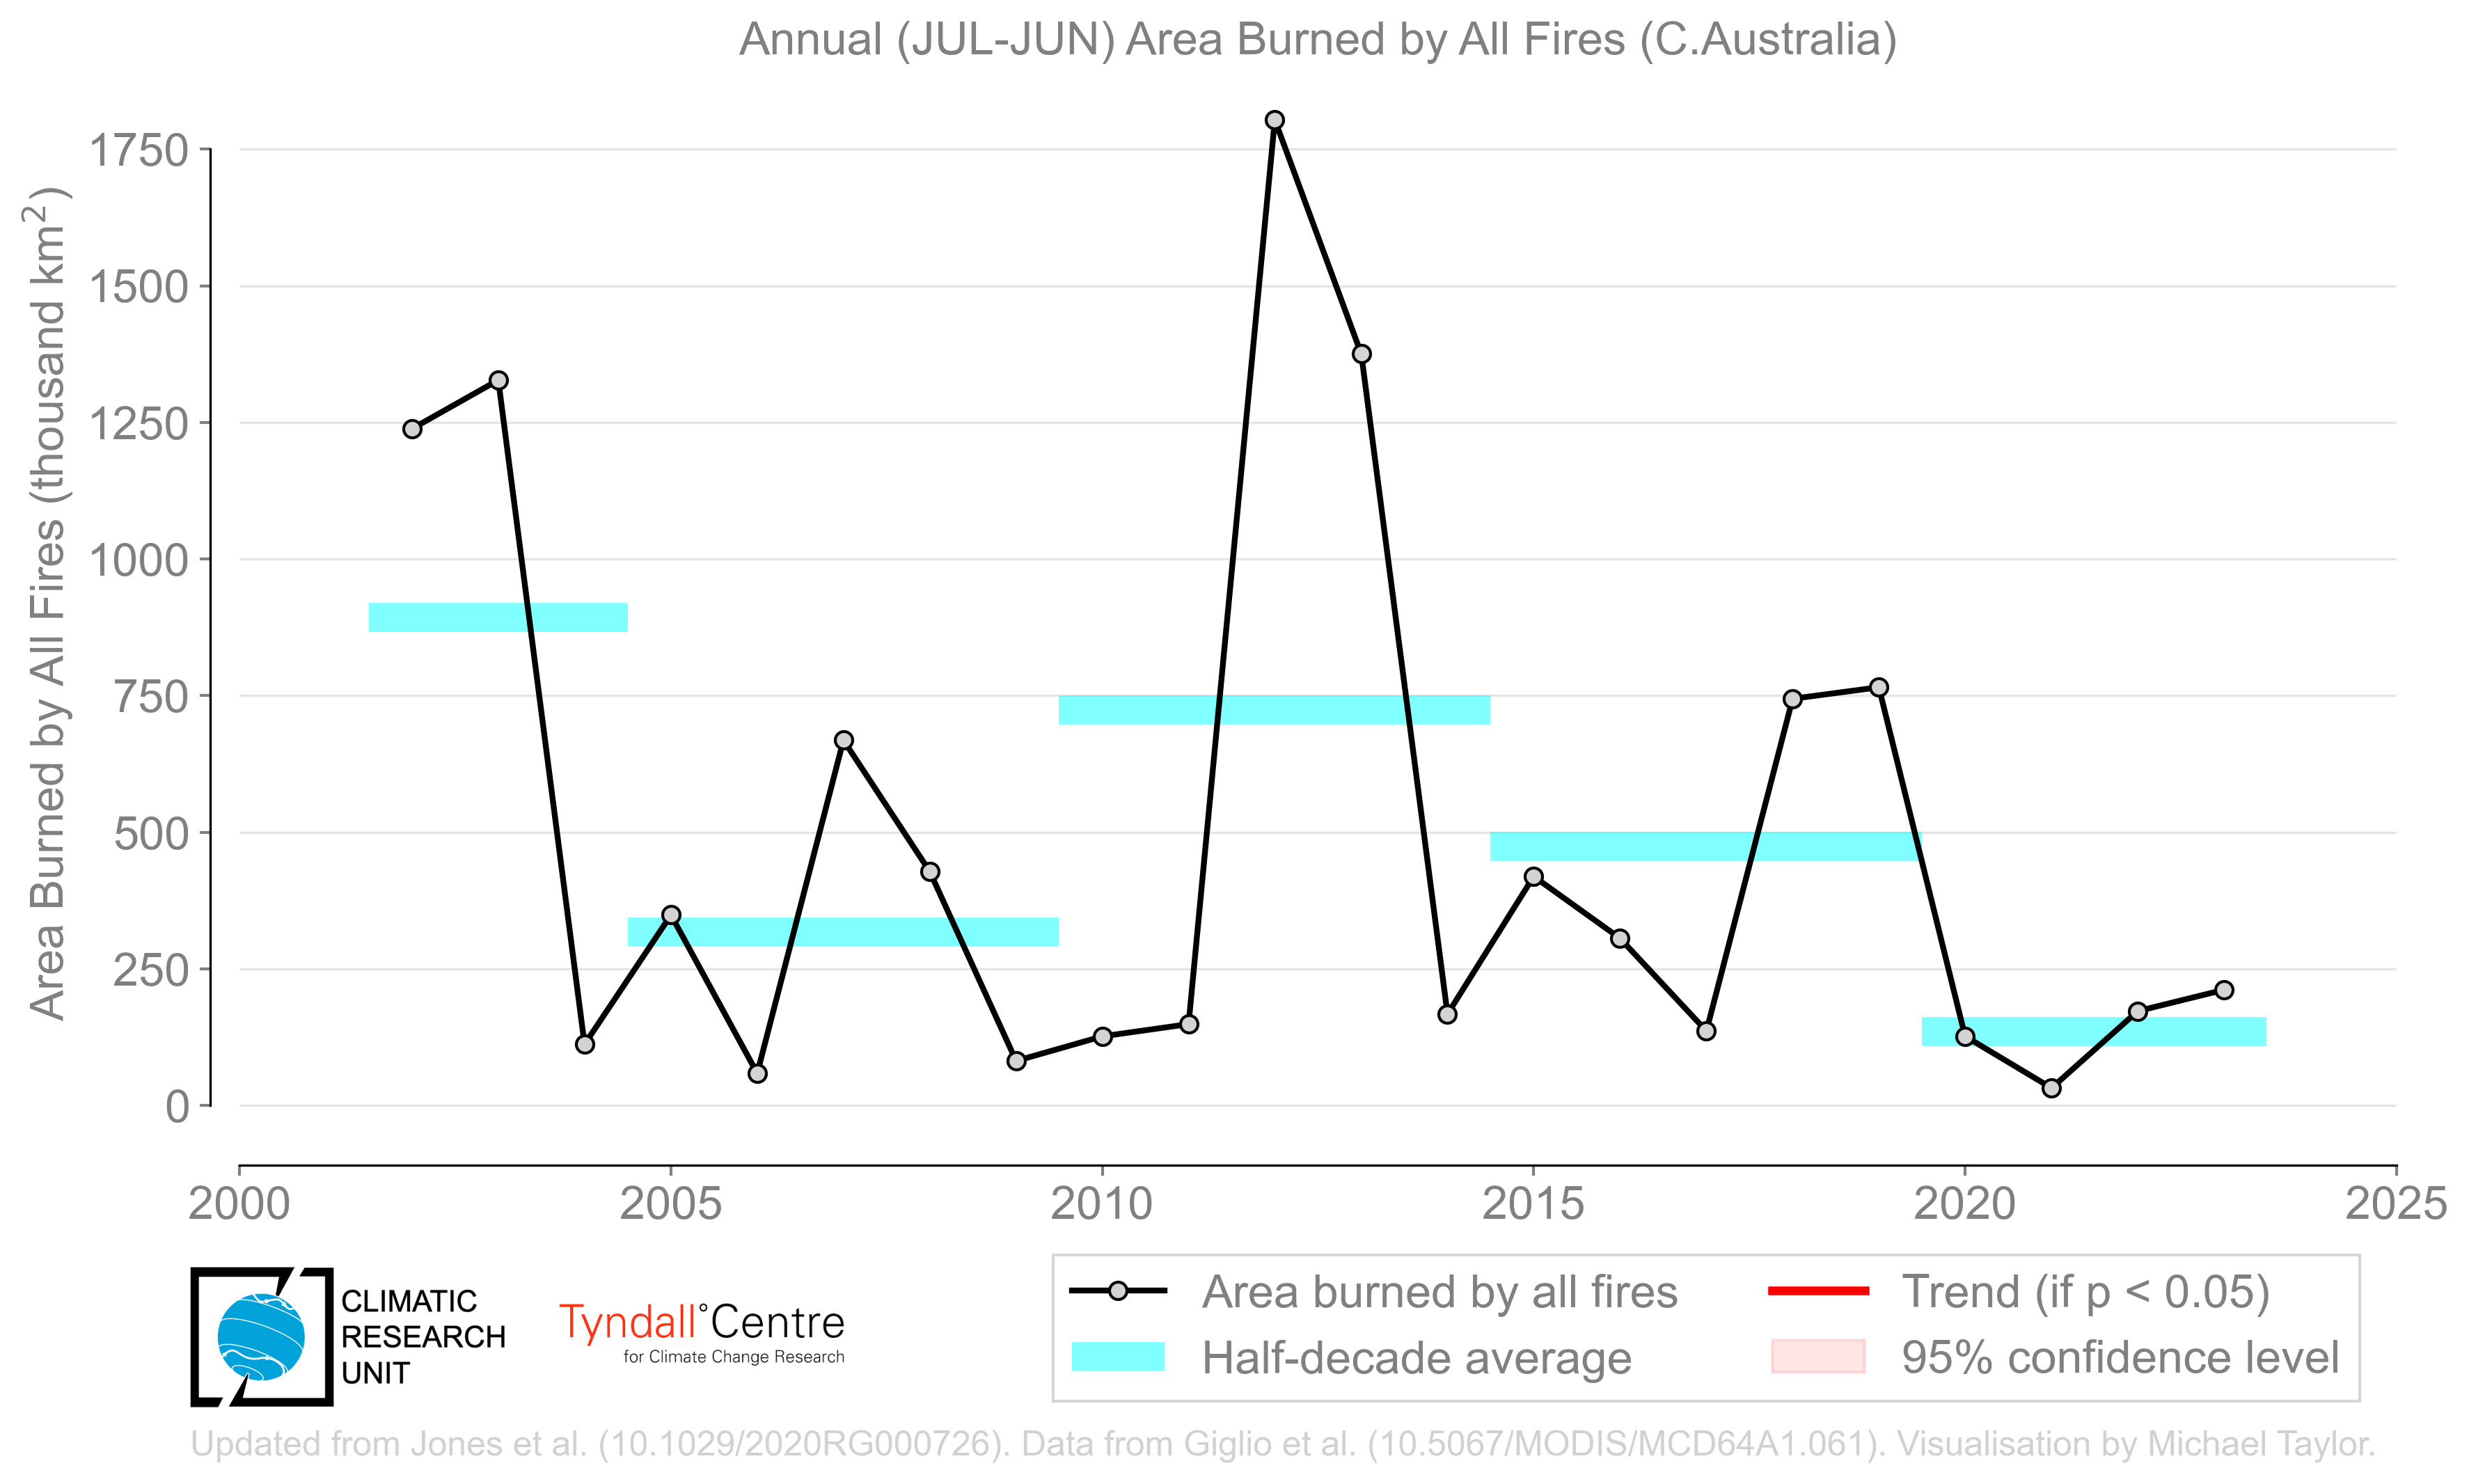 Annual (JUL-JUN) Area Burned by All Fires (C.Australia)
Area Burned by All Fires (thousand km²)
1750
1500
1250
1000
750
500
250
0
2000 2005 2010 2015 2020 2025
CLIMATIC
RESEARCH
UNIT
Tyndall°Centre
for Climate Change Research
Area burned by all fires
Half-decade average
Trend (if p < 0.05)
95% confidence level
Updated from Jones et al. (10.1029/2020RG000726). Data from Giglio et al. (10.5067/MODIS/MCD64A1.061). Visualisation by Michael Taylor.